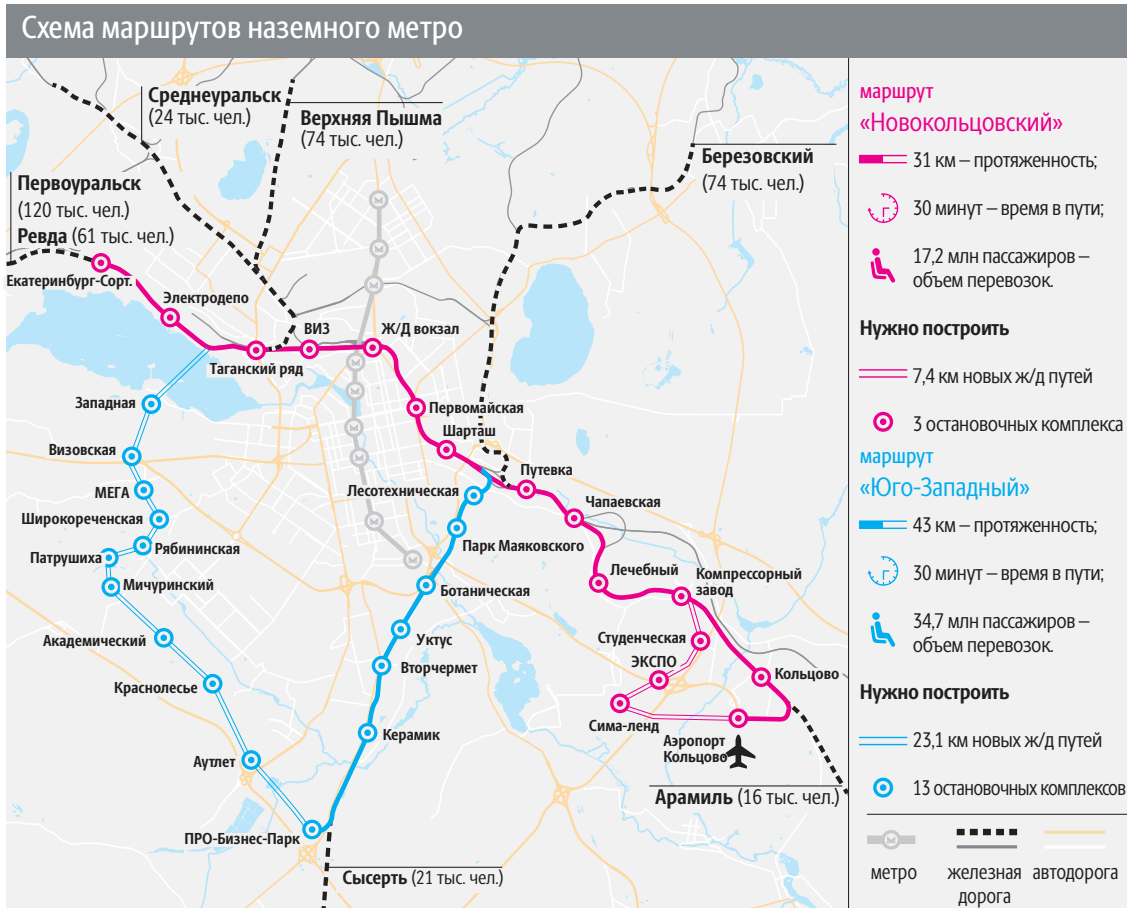 Схема маршрутов наземного метро
Среднеуральск
(24 тыс. чел.)
Верхняя Пышма
(74 тыс. чел.)
Березовский
(74 тыс. чел.)
Первоуральск
(120 тыс. чел.)
Ревда (61 тыс. чел.)
Екатеринбург-Сорт.
Электродепо
Таганский ряд
ВИЗ
Ж/Д вокзал
Первомайская
Шарташ
Западная
Визовская
МЕГА
Широкореченская
Рябининская
Патрушиха
Мичуринский
Академический
Краснолесье
Аутлет
ПРО-Бизнес-Парк
Лесотехническая
Парк Маяковского
Ботаническая
Уктус
Вторчермет
Керамик
Путевка
Чапаевская
Лечебный
Компрессорный
завод
Студенческая
ЭКСПО
Сима-ленд
Кольцово
Аэропорт
Кольцово
Арамиль (16 тыс. чел.)
Сысерть (21 тыс. чел.)
М
М
М
М
М
М
М
М
М
маршрут
«Новокольцовский»
31 км – протяженность;
30 минут – время в пути;
17,2 млн пассажиров –
объем перевозок.
Нужно построить
7,4 км новых ж/д путей
3 остановочных комплекса
маршрут
«Юго-Западный»
43 км – протяженность;
30 минут – время в пути;
34,7 млн пассажиров –
объем перевозок.
Нужно построить
23,1 км новых ж/д путей
13 остановочных комплексов
М
метро
железная
дорога
автодорога